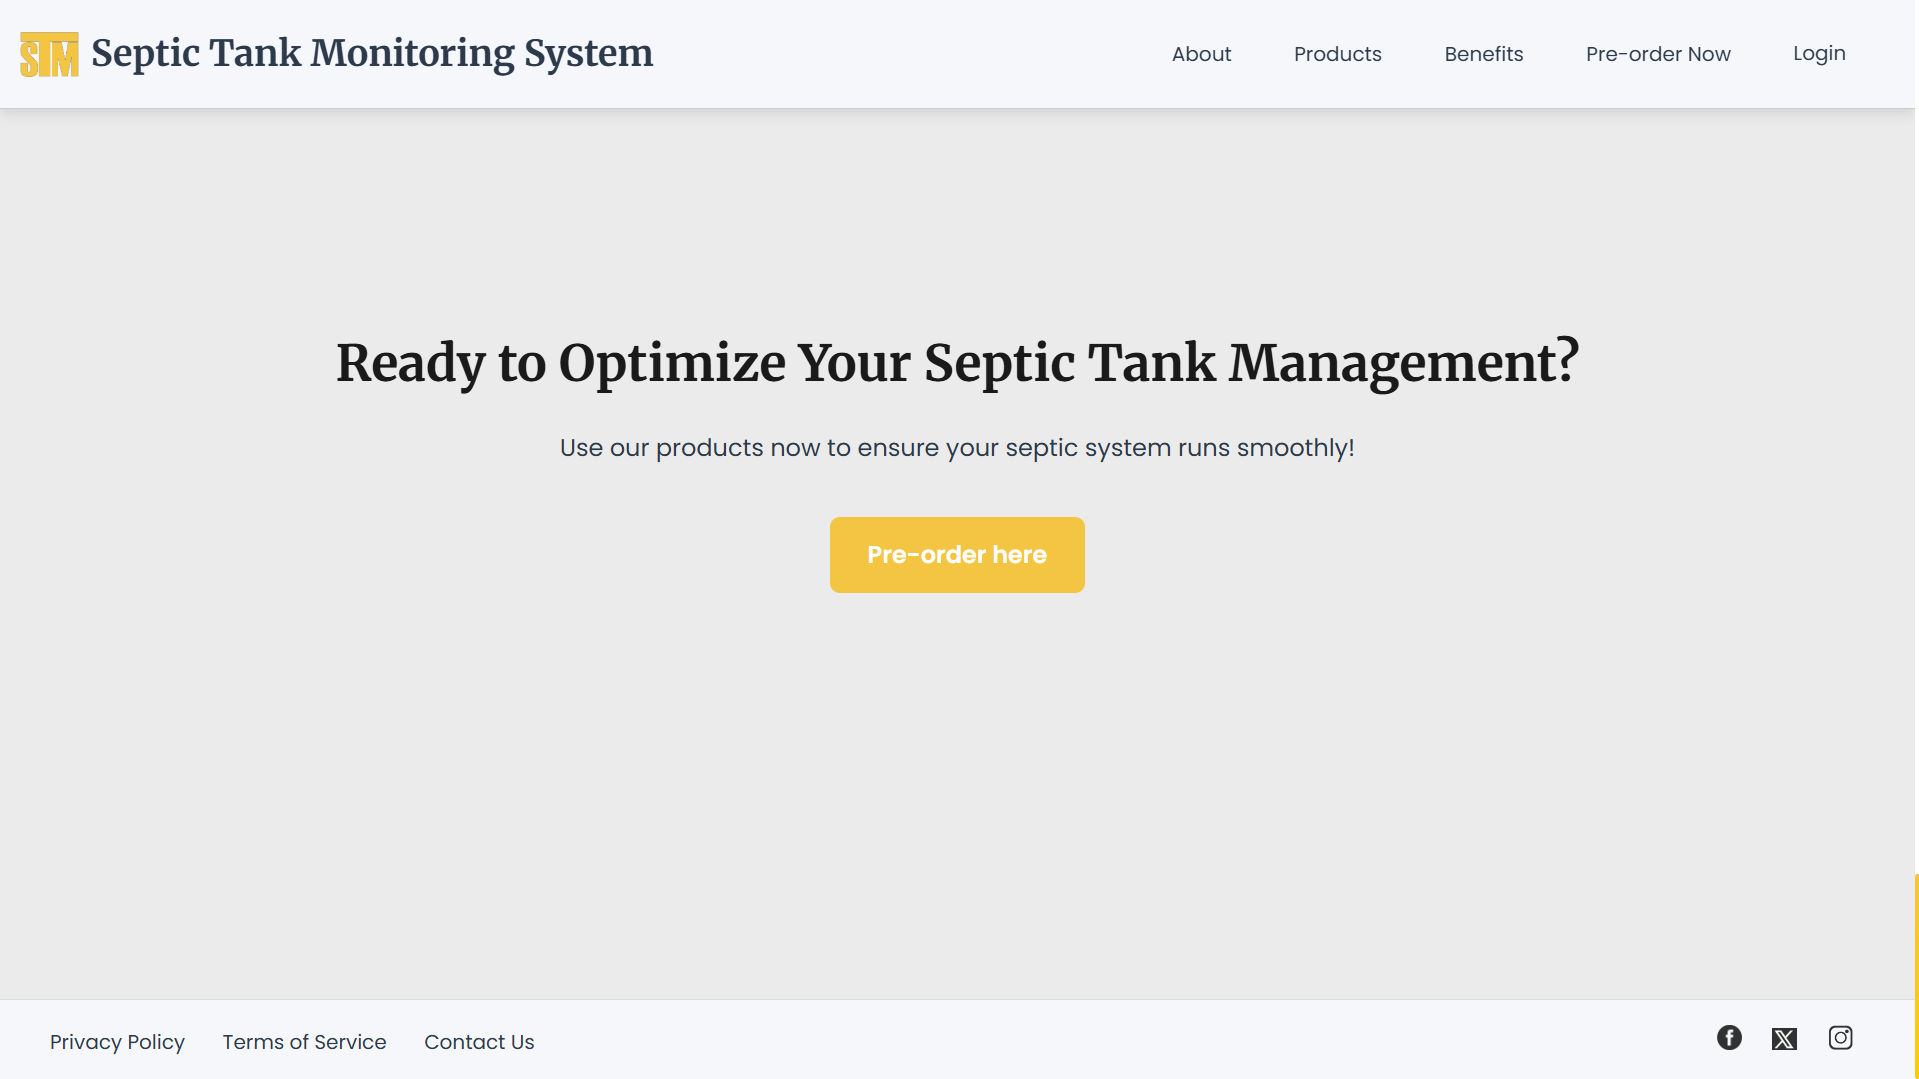 STM Septic Tank Monitoring System
About Products Benefits Pre-order Now Login
Ready to Optimize Your Septic Tank Management?
Use our products now to ensure your septic system runs smoothly!
Pre-order here
Privacy Policy Terms of Service Contact Us